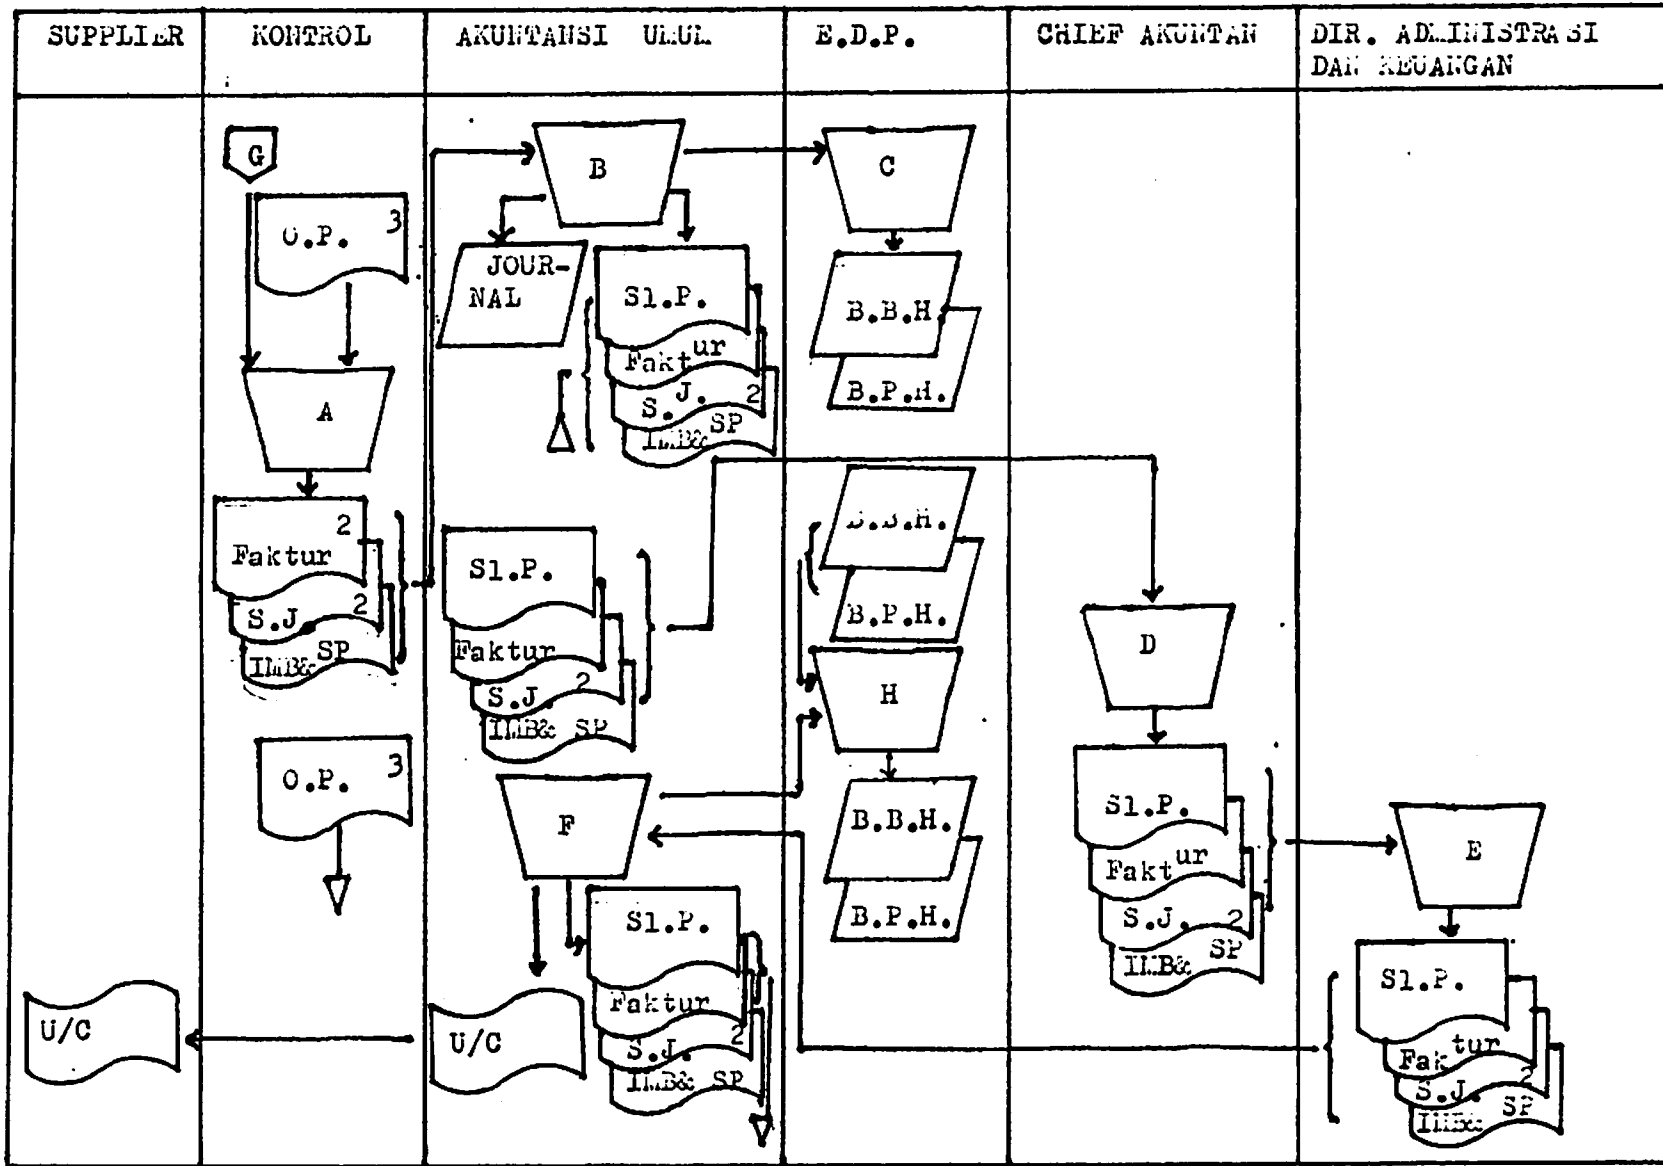 SUPPLIER
KONTROL
AKUNTANSI UMUM
E.D.P.
CHIEF AKUNTAN
DIR. ADMINISTRASI
DAN KEUANGAN
G
O.P. 3
A
Faktur 2
S.J. 2
IMB& SP
O.P. 3
U/C
B
JOUR-
NAL
Sl.P.
Faktur
S.J. 2
IMB& SP
Sl.P.
Faktur
S.J. 2
IMB& SP
F
Sl.P.
Faktur
S.J. 2
IMB& SP
U/C
C
B.B.H
B.P.H.
B.B.H.
B.P.H.
H
B.B.H.
B.P.H.
D
Sl.P.
Faktur
S.J. 2
IMB& SP
E
Sl.P.
Faktur
S.J. 2
IMB& SP